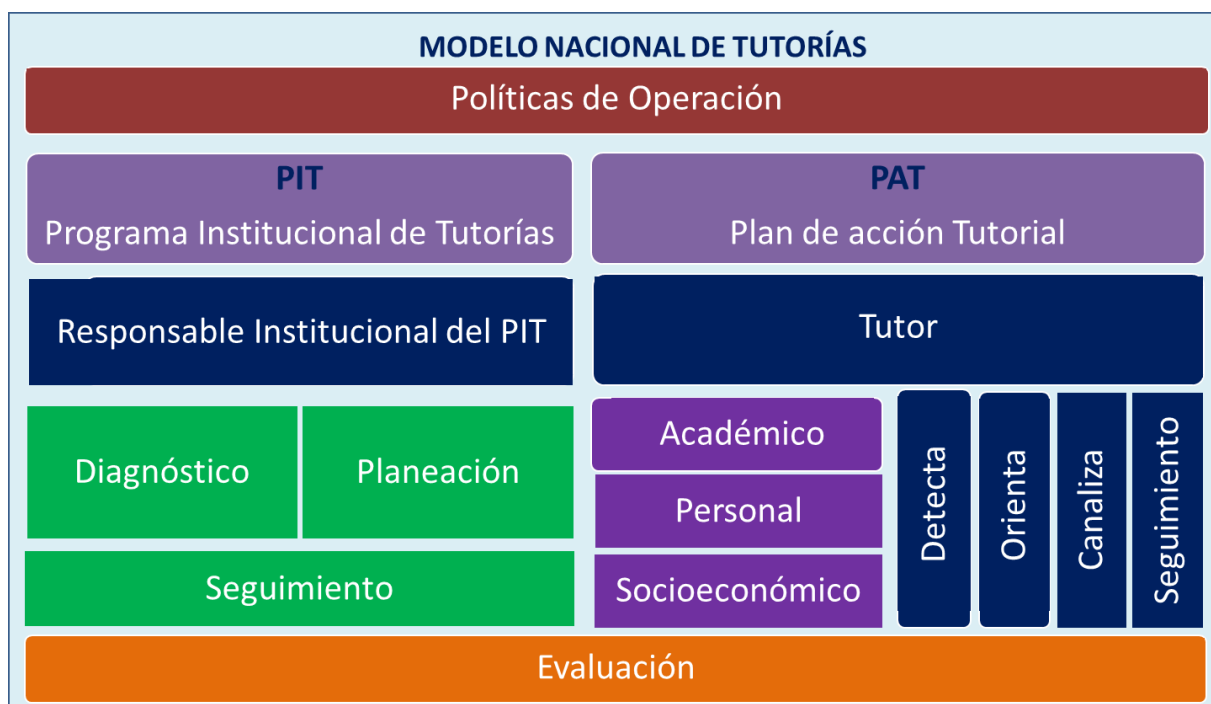 MODELO NACIONAL DE TUTORÍAS
Políticas de Operación
PIT
Programa Institucional de Tutorías
PAT
Plan de acción Tutorial
Responsable Institucional del PIT
Tutor
Diagnóstico
Planeación
Seguimiento
Académico
Personal
Socioeconómico
Detecta
Orienta
Canaliza
Seguimiento
Evaluación